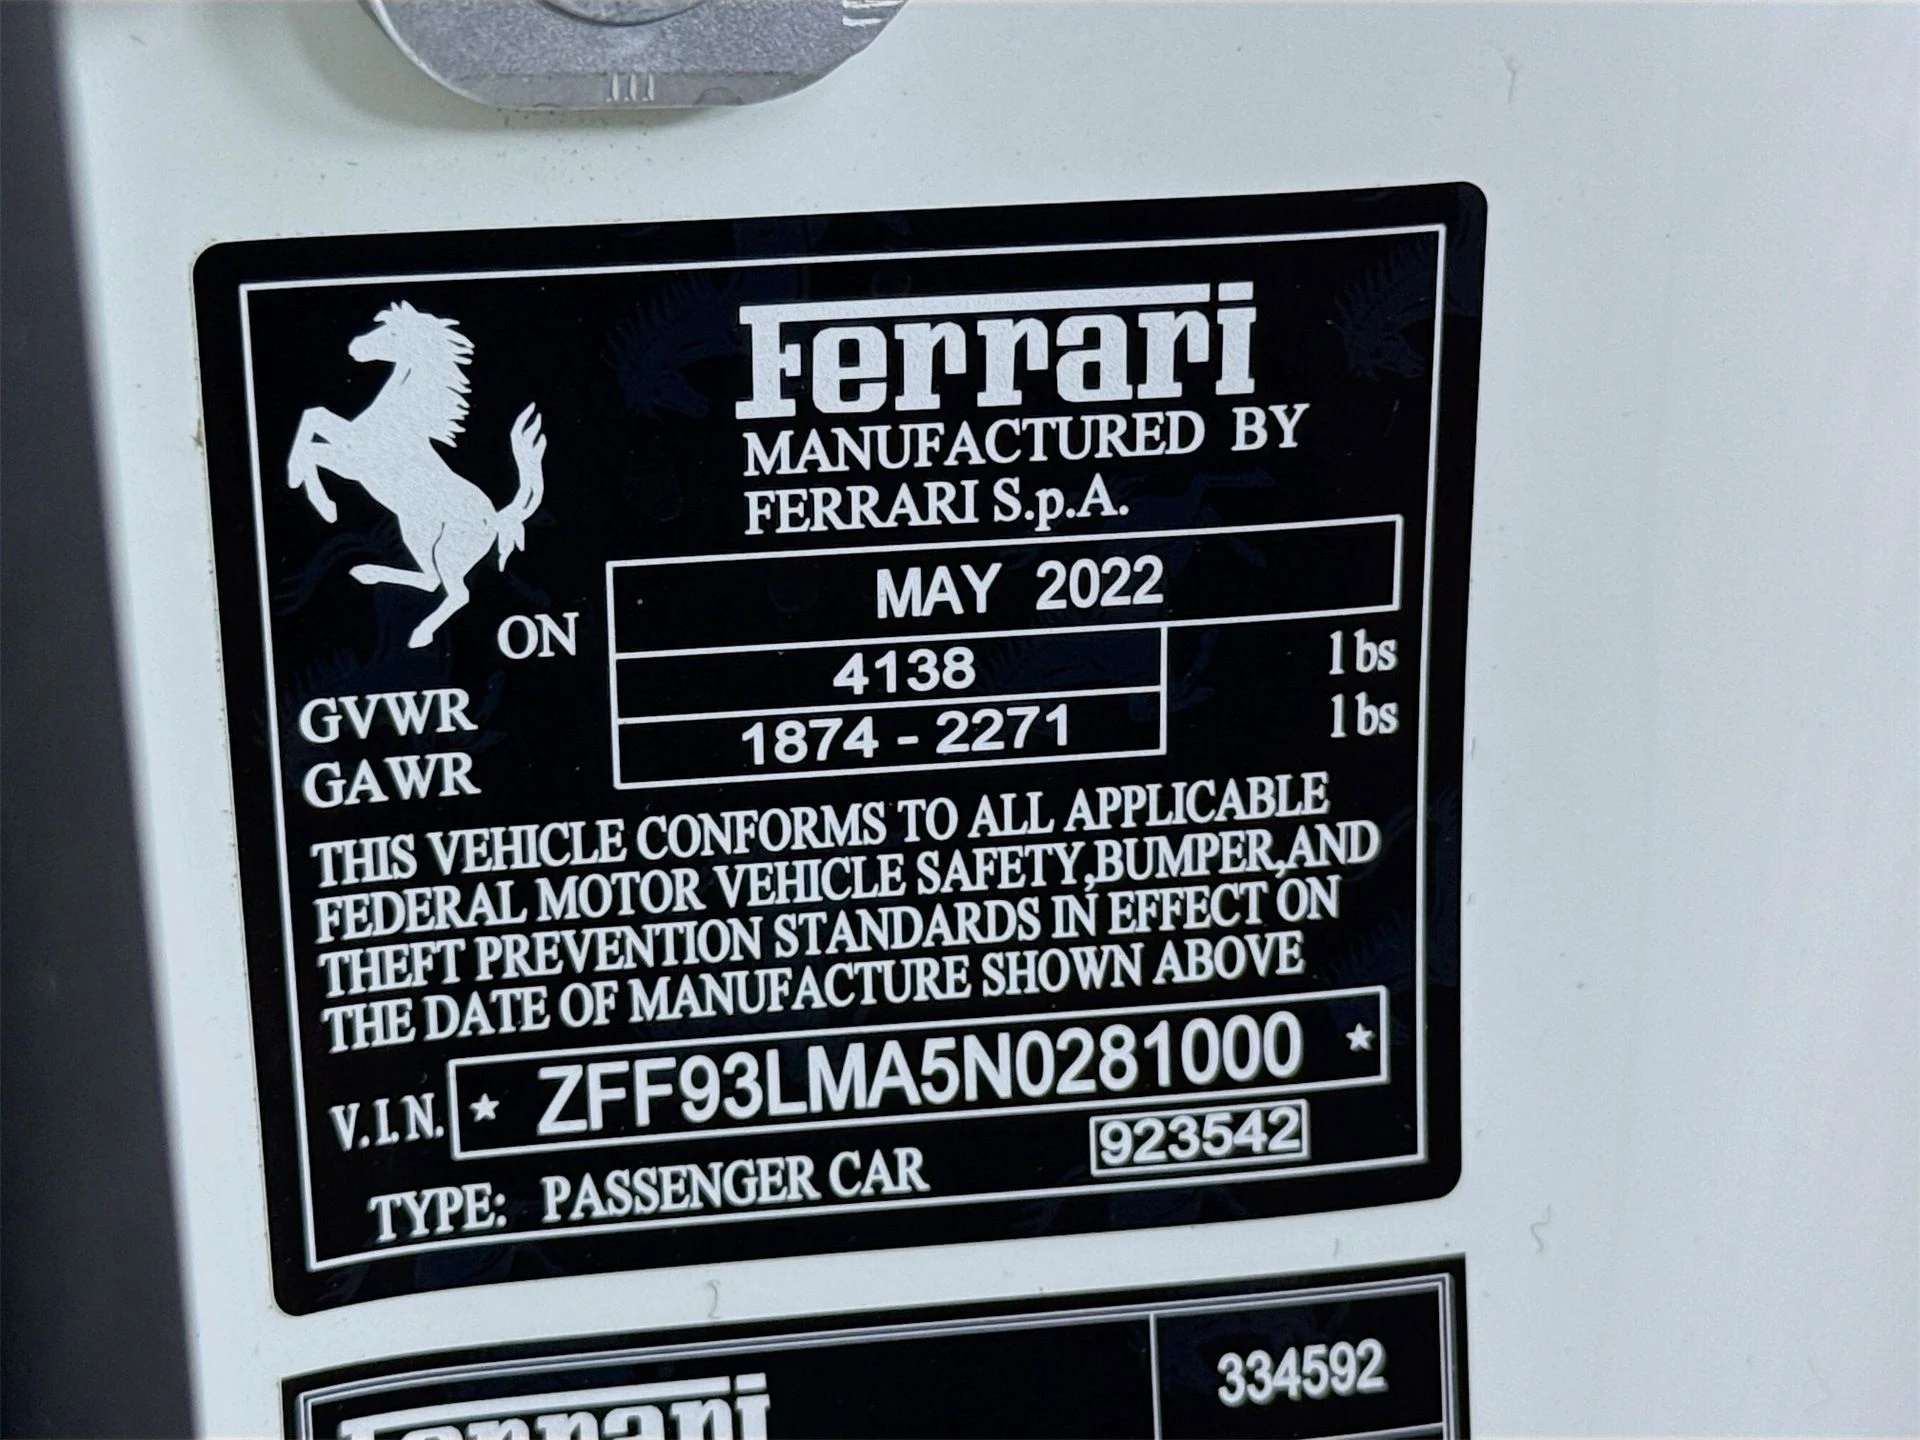 Ferrari
MANUFACTURED BY
FERRARI S.p.A.
ON MAY 2022
GVWR 4138 lbs
GAWR 1874 - 2271 lbs
THIS VEHICLE CONFORMS TO ALL APPLICABLE
FEDERAL MOTOR VEHICLE SAFETY,BUMPER,AND
THEFT PREVENTION STANDARDS IN EFFECT ON
THE DATE OF MANUFACTURE SHOWN ABOVE
V.I.N. ★ ZFF93LMA5N0281000 ★
923542
TYPE: PASSENGER CAR
334592
Ferrari